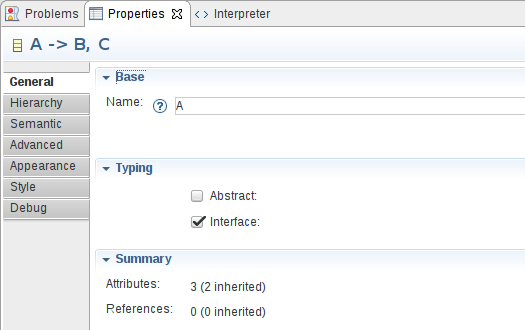 Problems Properties Interpreter
A -> B, C
General
Hierarchy
Semantic
Advanced
Appearance
Style
Debug
Base
Name: ? A
Typing
Abstract:
Interface:
Summary
Attributes: 3 (2 inherited)
References: 0 (0 inherited)